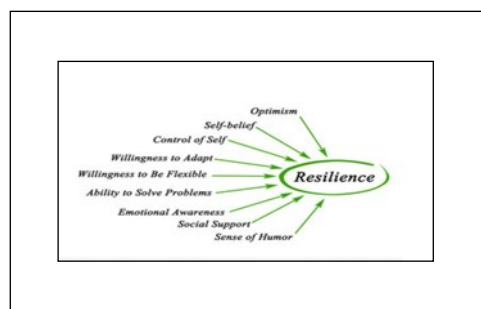 Optimism
Self-belief
Control of Self
Willingness to Adapt
Willingness to Be Flexible
Resilience
Ability to Solve Problems
Emotional Awareness
Social Support
Sense of Humor